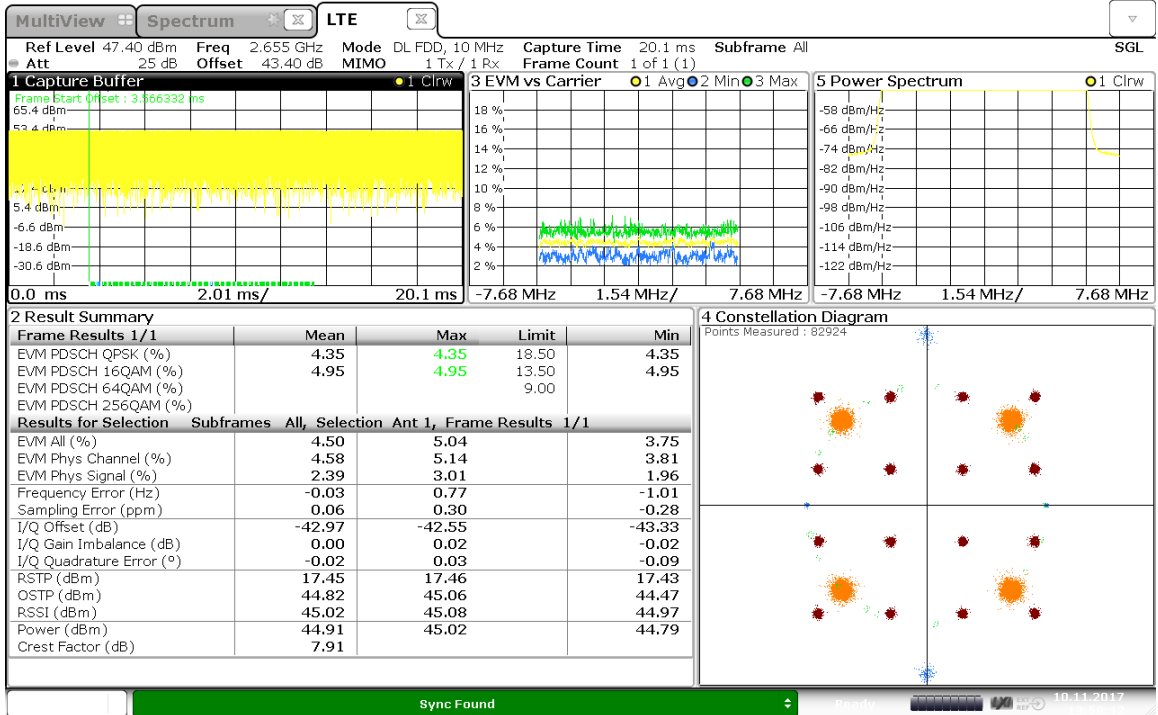 MultiView Spectrum LTE
Ref Level 47.40 dBm Freq 2.655 GHz Mode DL FDD, 10 MHz Capture Time 20.1 ms Subframe All SGL
Att 25 dB Offset 43.40 dB MIMO 1 Tx / 1 Rx Frame Count 1 of 1 (1)
1 Capture Buffer 1 Clrw
Frame Start Offset : 3.566332 ms
65.4 dBm
53.4 dBm
5.4 dBm
-6.6 dBm
-18.6 dBm
-30.6 dBm
0.0 ms 2.01 ms/ 20.1 ms
3 EVM vs Carrier 1 Avg 2 Min 3 Max
18 %
16 %
14 %
12 %
10 %
8 %
6 %
4 %
2 %
-7.68 MHz 1.54 MHz/ 7.68 MHz
5 Power Spectrum 1 Clrw
-58 dBm/Hz
-66 dBm/Hz
-74 dBm/Hz
-82 dBm/Hz
-90 dBm/Hz
-98 dBm/Hz
-106 dBm/Hz
-114 dBm/Hz
-122 dBm/Hz
-7.68 MHz 1.54 MHz/ 7.68 MHz
2 Result Summary
Frame Results 1/1 Mean Max Limit Min
EVM PDSCH QPSK (%) 4.35 4.35 18.50 4.35
EVM PDSCH 16QAM (%) 4.95 4.95 13.50 4.95
EVM PDSCH 64QAM (%) 9.00
EVM PDSCH 256QAM (%)
Results for Selection Subframes All, Selection Ant 1, Frame Results 1/1
EVM All (%) 4.50 5.04 3.75
EVM Phys Channel (%) 4.58 5.14 3.81
EVM Phys Signal (%) 2.39 3.01 1.96
Frequency Error (Hz) -0.03 0.77 -1.01
Sampling Error (ppm) 0.06 0.30 -0.28
I/Q Offset (dB) -42.97 -42.55 -43.33
I/Q Gain Imbalance (dB) 0.00 0.02 -0.02
I/Q Quadrature Error (º) -0.02 0.03 -0.09
RSTP (dBm) 17.45 17.46 17.43
OSTP (dBm) 44.82 45.06 44.47
RSSI (dBm) 45.02 45.08 44.97
Power (dBm) 44.91 45.02 44.79
Crest Factor (dB) 7.91
4 Constellation Diagram
Points Measured : 82924
Sync Found
Ready
LXI
EXT
REF
10.11.2017